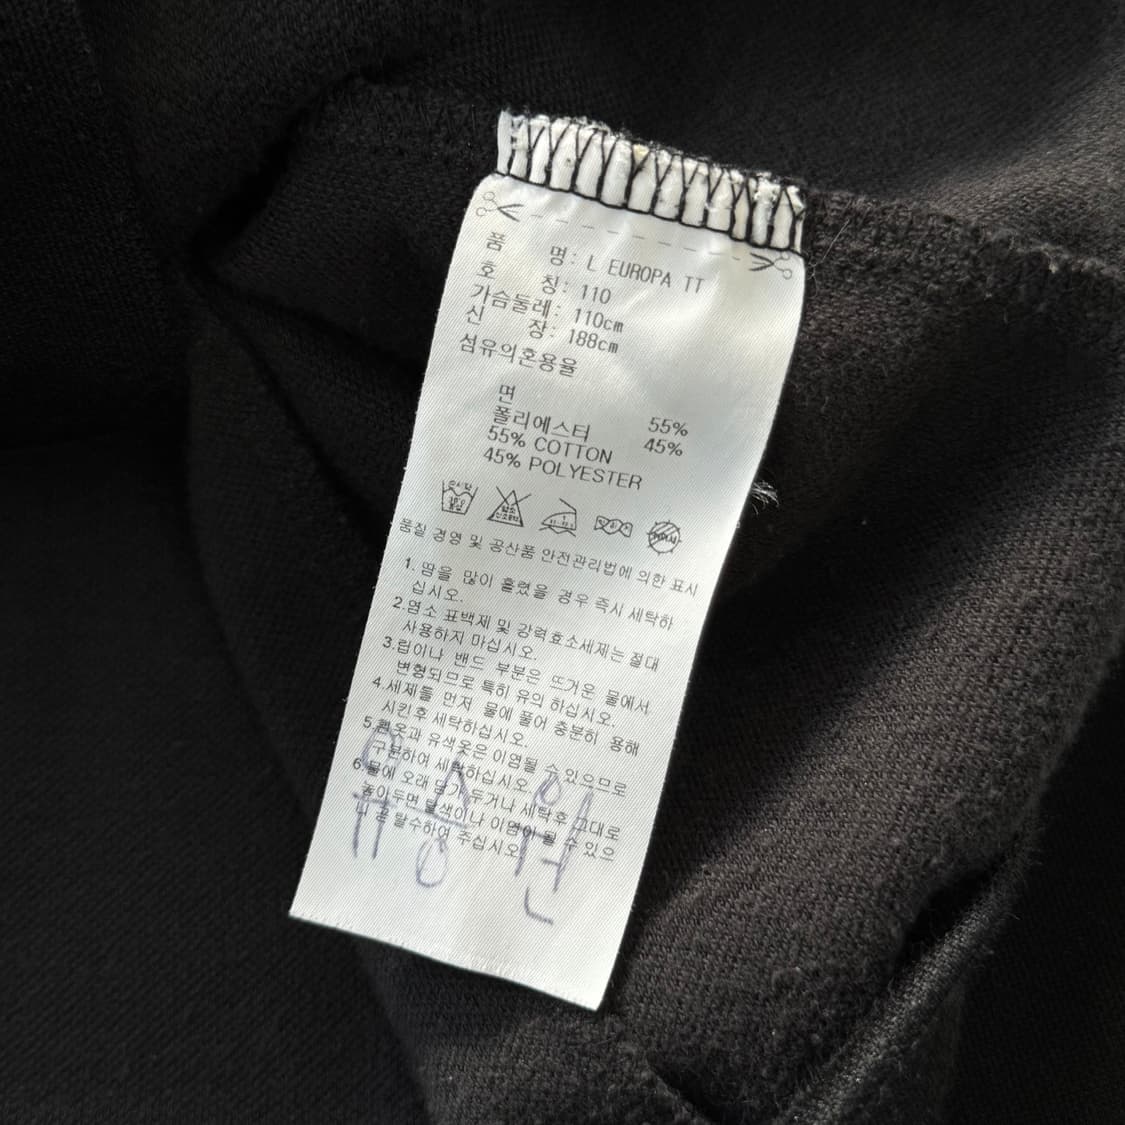 품 명: L EUROPA TT
호 칭: 110
가슴둘레: 110cm
신 장: 188cm
섬유의혼용율
면 55%
폴리에스터 45%
55% COTTON
45% POLYESTER
품질 경영 및 공산품 안전관리법에 의한 표시
1. 땀을 많이 흘렸을 경우 즉시 세탁하
십시오.
2.염소 표백제 및 강력효소세제는 절대
사용하지 마십시오.
3.립이나 밴드 부분은 뜨거운 물에서
변형되므로 특히 유의 하십시오.
4.세제를 먼저 물에 풀어 충분히 용해
시킨후 세탁하십시오.
5.흰옷과 유색옷은 이염될 수있으므로
구분하여 세탁하십시오
6.물에 오래 담가 두거나 세탁후 그대로
놓아두면 탈색이나 이염이 될 수 있으
니 곧 탈수하여 주십시오
유승원